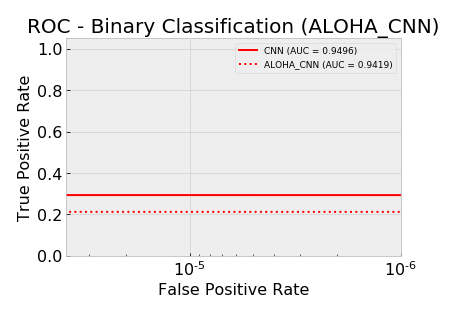 ROC - Binary Classification (ALOHA_CNN)
CNN (AUC = 0.9496)
ALOHA_CNN (AUC = 0.9419)
True Positive Rate
1.0
0.8
0.6
0.4
0.2
0.0
10⁻⁵
10⁻⁶
False Positive Rate